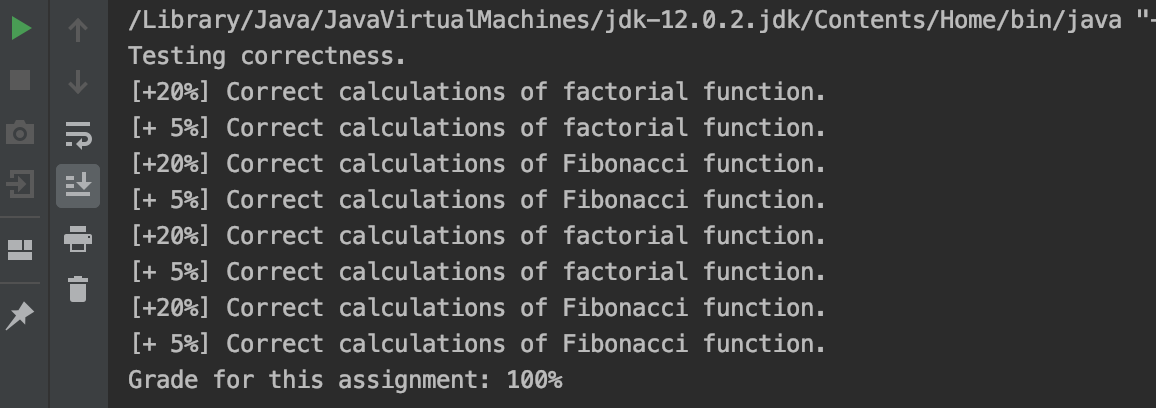 /Library/Java/JavaVirtualMachines/jdk-12.0.2.jdk/Contents/Home/bin/java "-
Testing correctness.
[+20%] Correct calculations of factorial function.
[+ 5%] Correct calculations of factorial function.
[+20%] Correct calculations of Fibonacci function.
[+ 5%] Correct calculations of Fibonacci function.
[+20%] Correct calculations of factorial function.
[+ 5%] Correct calculations of factorial function.
[+20%] Correct calculations of Fibonacci function.
[+ 5%] Correct calculations of Fibonacci function.
Grade for this assignment: 100%